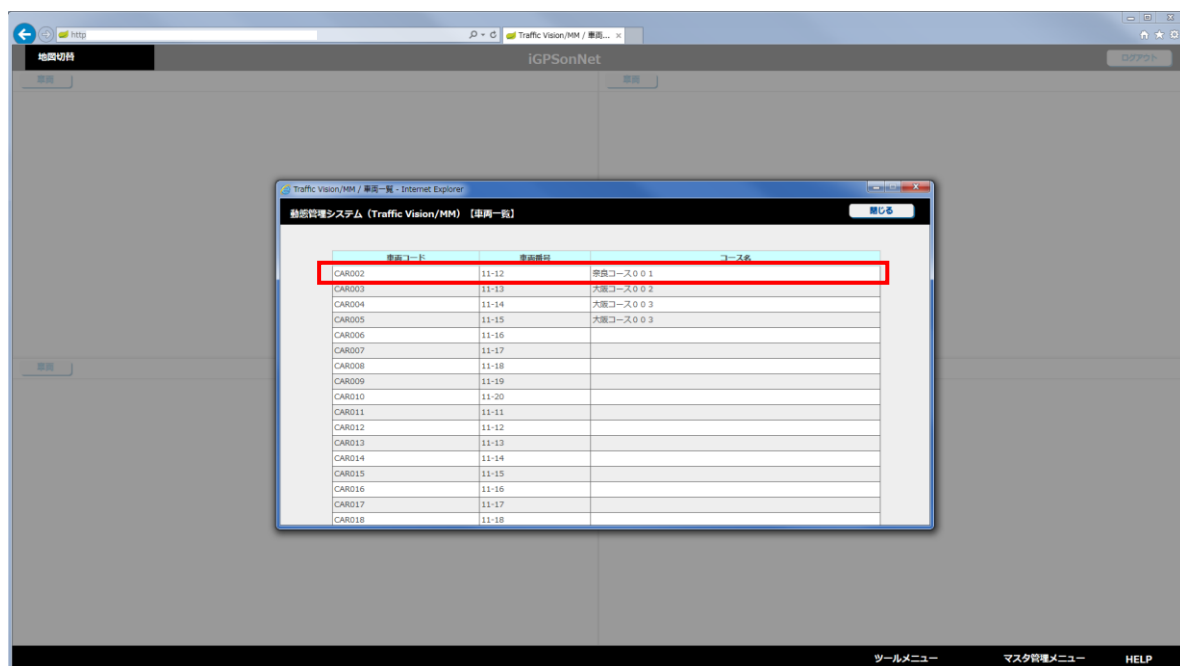 http
Traffic Vision/MM / 車両...
地図切替
iGPSonNet
ログアウト
車両
車両
車両
Traffic Vision/MM / 車両一覧 - Internet Explorer
動態管理システム（Traffic Vision/MM）【車両一覧】
閉じる
車両コード 車両番号 コース名
CAR002 11-12 奈良コース００１
CAR003 11-13 大阪コース００２
CAR004 11-14 大阪コース００３
CAR005 11-15 大阪コース００３
CAR006 11-16
CAR007 11-17
CAR008 11-18
CAR009 11-19
CAR010 11-20
CAR011 11-11
CAR012 11-12
CAR013 11-13
CAR014 11-14
CAR015 11-15
CAR016 11-16
CAR017 11-17
CAR018 11-18
ツールメニュー マスタ管理メニュー HELP